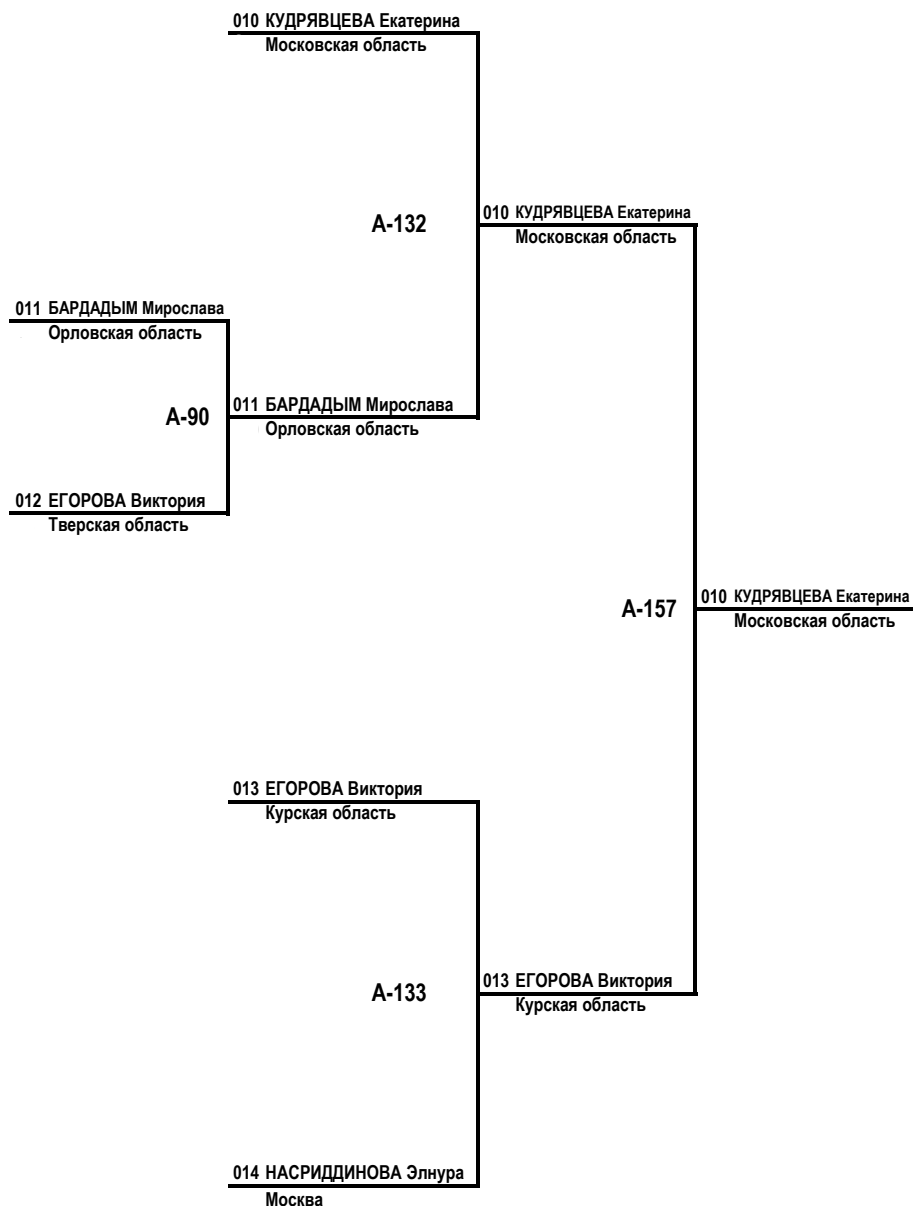 010 КУДРЯВЦЕВА Екатерина
Московская область
А-132
010 КУДРЯВЦЕВА Екатерина
Московская область
011 БАРДАДЫМ Мирослава
Орловская область
А-90
011 БАРДАДЫМ Мирослава
Орловская область
012 ЕГОРОВА Виктория
Тверская область
А-157
010 КУДРЯВЦЕВА Екатерина
Московская область
013 ЕГОРОВА Виктория
Курская область
А-133
013 ЕГОРОВА Виктория
Курская область
014 НАСРИДДИНОВА Элнура
Москва